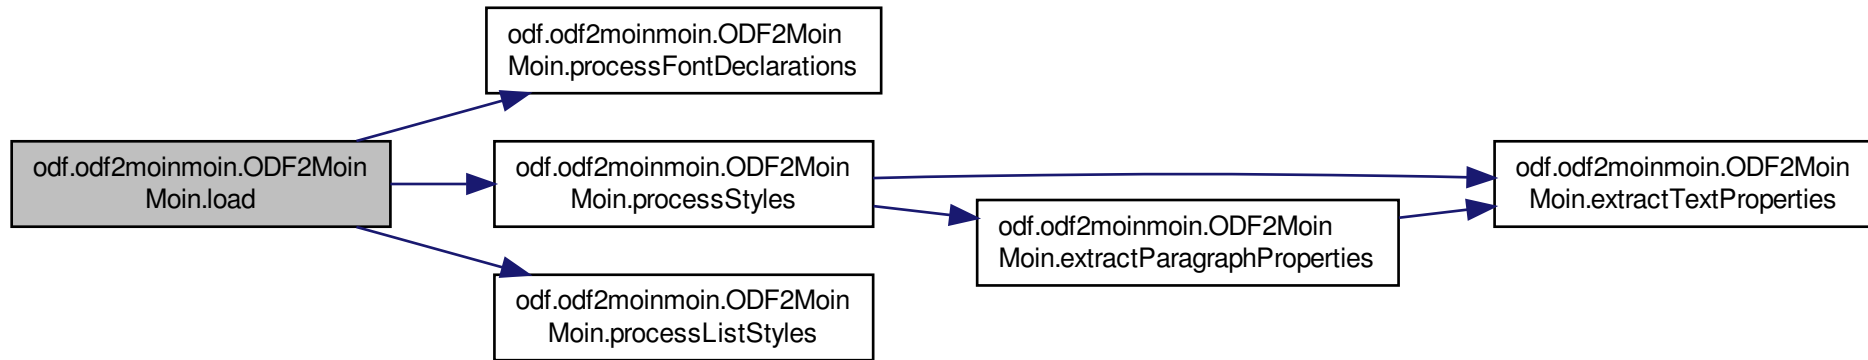 odf.odf2moinmoin.ODF2Moin
Moin.load
odf.odf2moinmoin.ODF2Moin
Moin.processFontDeclarations
odf.odf2moinmoin.ODF2Moin
Moin.processStyles
odf.odf2moinmoin.ODF2Moin
Moin.processListStyles
odf.odf2moinmoin.ODF2Moin
Moin.extractParagraphProperties
odf.odf2moinmoin.ODF2Moin
Moin.extractTextProperties